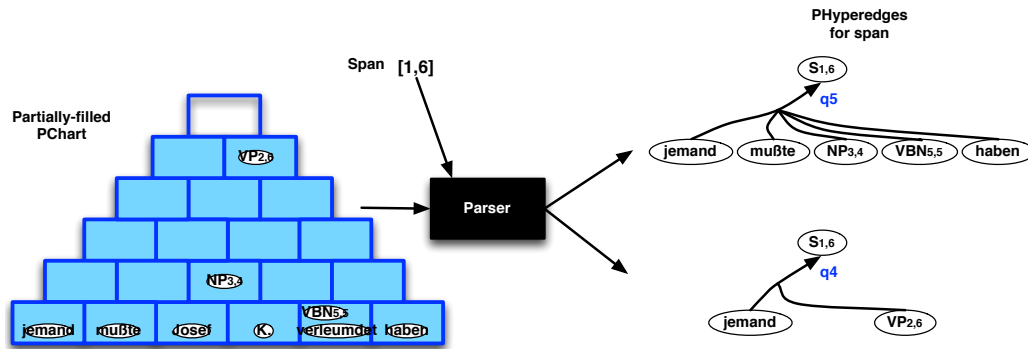 PHyperedges
for span
Span [1,6]
S1,6
q5
Partially-filled
PChart
VP2,6
jemand mußte NP3,4 VBN5,5 haben
Parser
S1,6
q4
NP3,4
VBN5,5
jemand mußte Josef K. verleumdet haben
jemand VP2,6